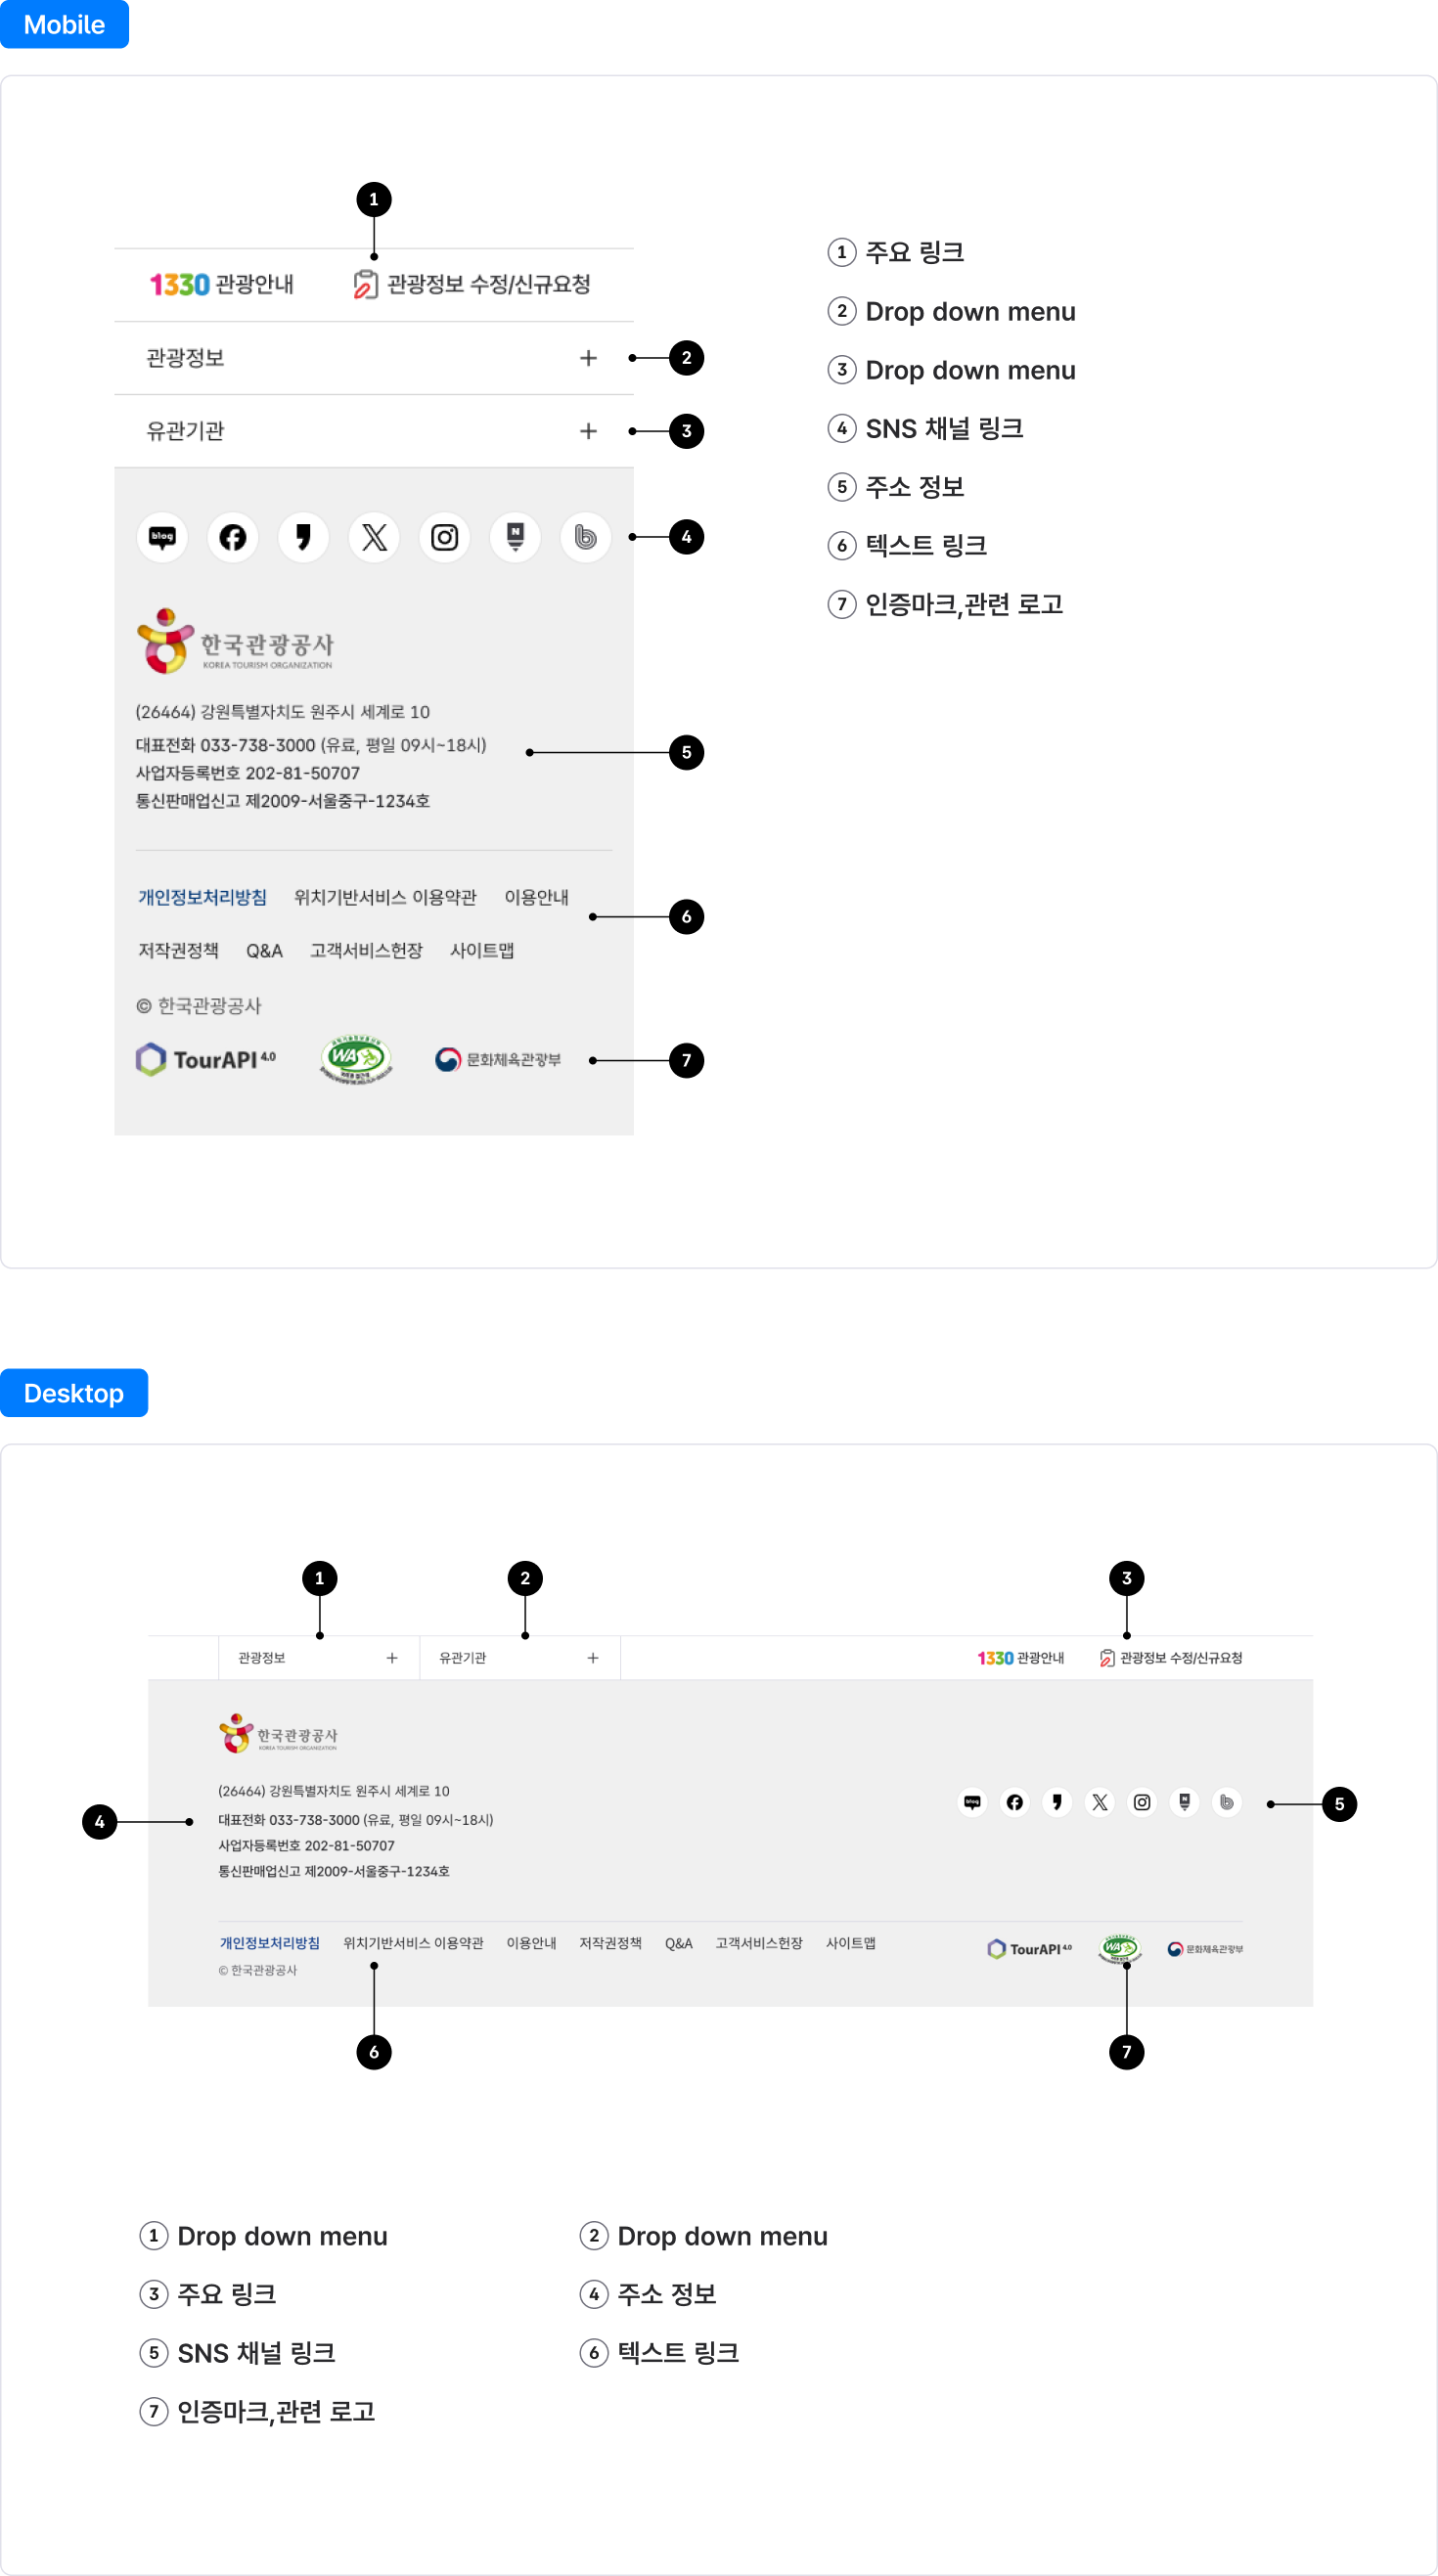 Mobile
1
1330 관광안내 관광정보 수정/신규요청
관광정보 + 2
유관기관 + 3
blog N 4
한국관광공사
KOREA TOURISM ORGANIZATION
(26464) 강원특별자치도 원주시 세계로 10
대표전화 033-738-3000 (유료, 평일 09시~18시)
5
사업자등록번호 202-81-50707
통신판매업신고 제2009-서울중구-1234호
개인정보처리방침 위치기반서비스 이용약관 이용안내
6
저작권정책 Q&A 고객서비스헌장 사이트맵
© 한국관광공사
TourAPI 4.0 WA 문화체육관광부 7
1 주요 링크
2 Drop down menu
3 Drop down menu
4 SNS 채널 링크
5 주소 정보
6 텍스트 링크
7 인증마크,관련 로고
Desktop
1 2 3
관광정보 + 유관기관 + 1330 관광안내 관광정보 수정/신규요청
한국관광공사
KOREA TOURISM ORGANIZATION
(26464) 강원특별자치도 원주시 세계로 10
blog N 5
4 대표전화 033-738-3000 (유료, 평일 09시~18시)
사업자등록번호 202-81-50707
통신판매업신고 제2009-서울중구-1234호
개인정보처리방침 위치기반서비스 이용약관 이용안내 저작권정책 Q&A 고객서비스헌장 사이트맵
TourAPI 4.0 WA 문화체육관광부
© 한국관광공사
6 7
1 Drop down menu 2 Drop down menu
3 주요 링크 4 주소 정보
5 SNS 채널 링크 6 텍스트 링크
7 인증마크,관련 로고